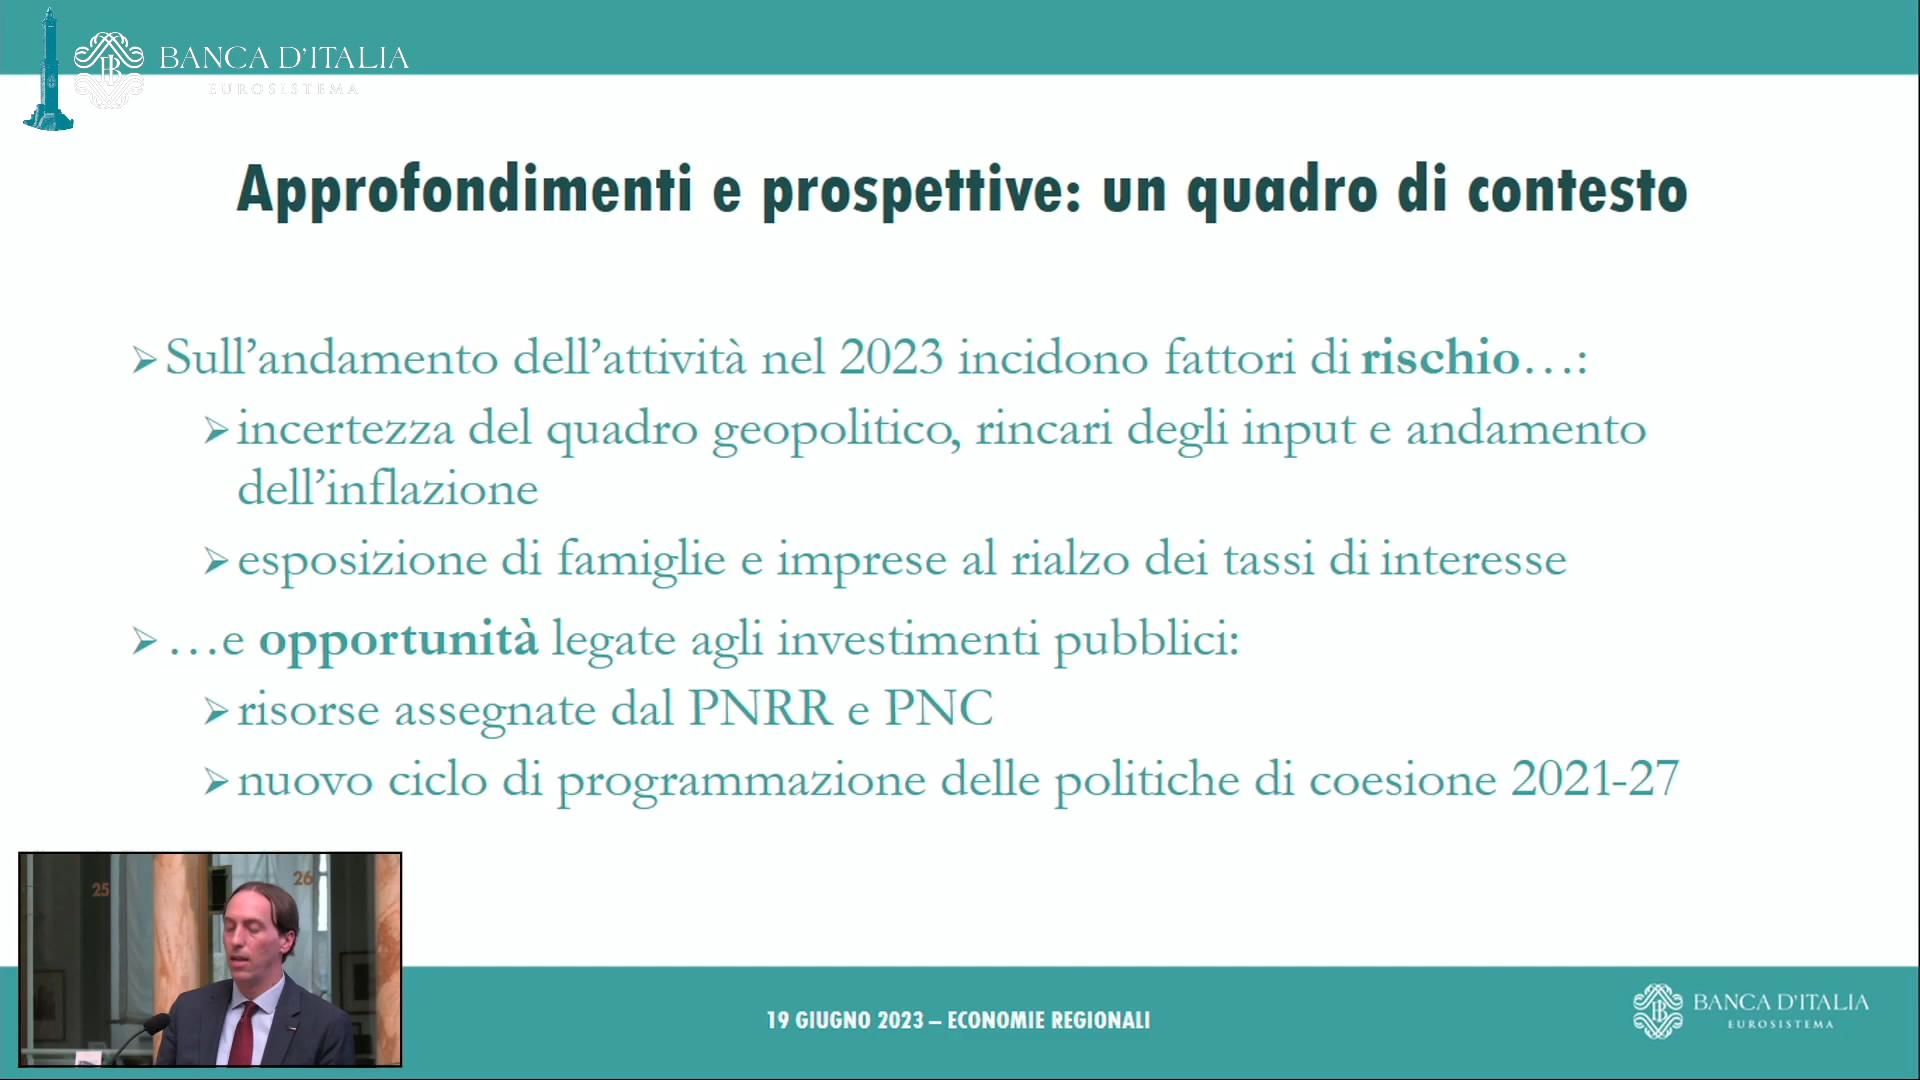 BANCA D'ITALIA
EUROSISTEMA
Approfondimenti e prospettive: un quadro di contesto
➢Sull'andamento dell'attività nel 2023 incidono fattori di rischio…:
➢incertezza del quadro geopolitico, rincari degli input e andamento
dell'inflazione
➢esposizione di famiglie e imprese al rialzo dei tassi di interesse
➢…e opportunità legate agli investimenti pubblici:
➢risorse assegnate dal PNRR e PNC
➢nuovo ciclo di programmazione delle politiche di coesione 2021-27
25
26
19 GIUGNO 2023 – ECONOMIE REGIONALI
BANCA D'ITALIA
EUROSISTEMA